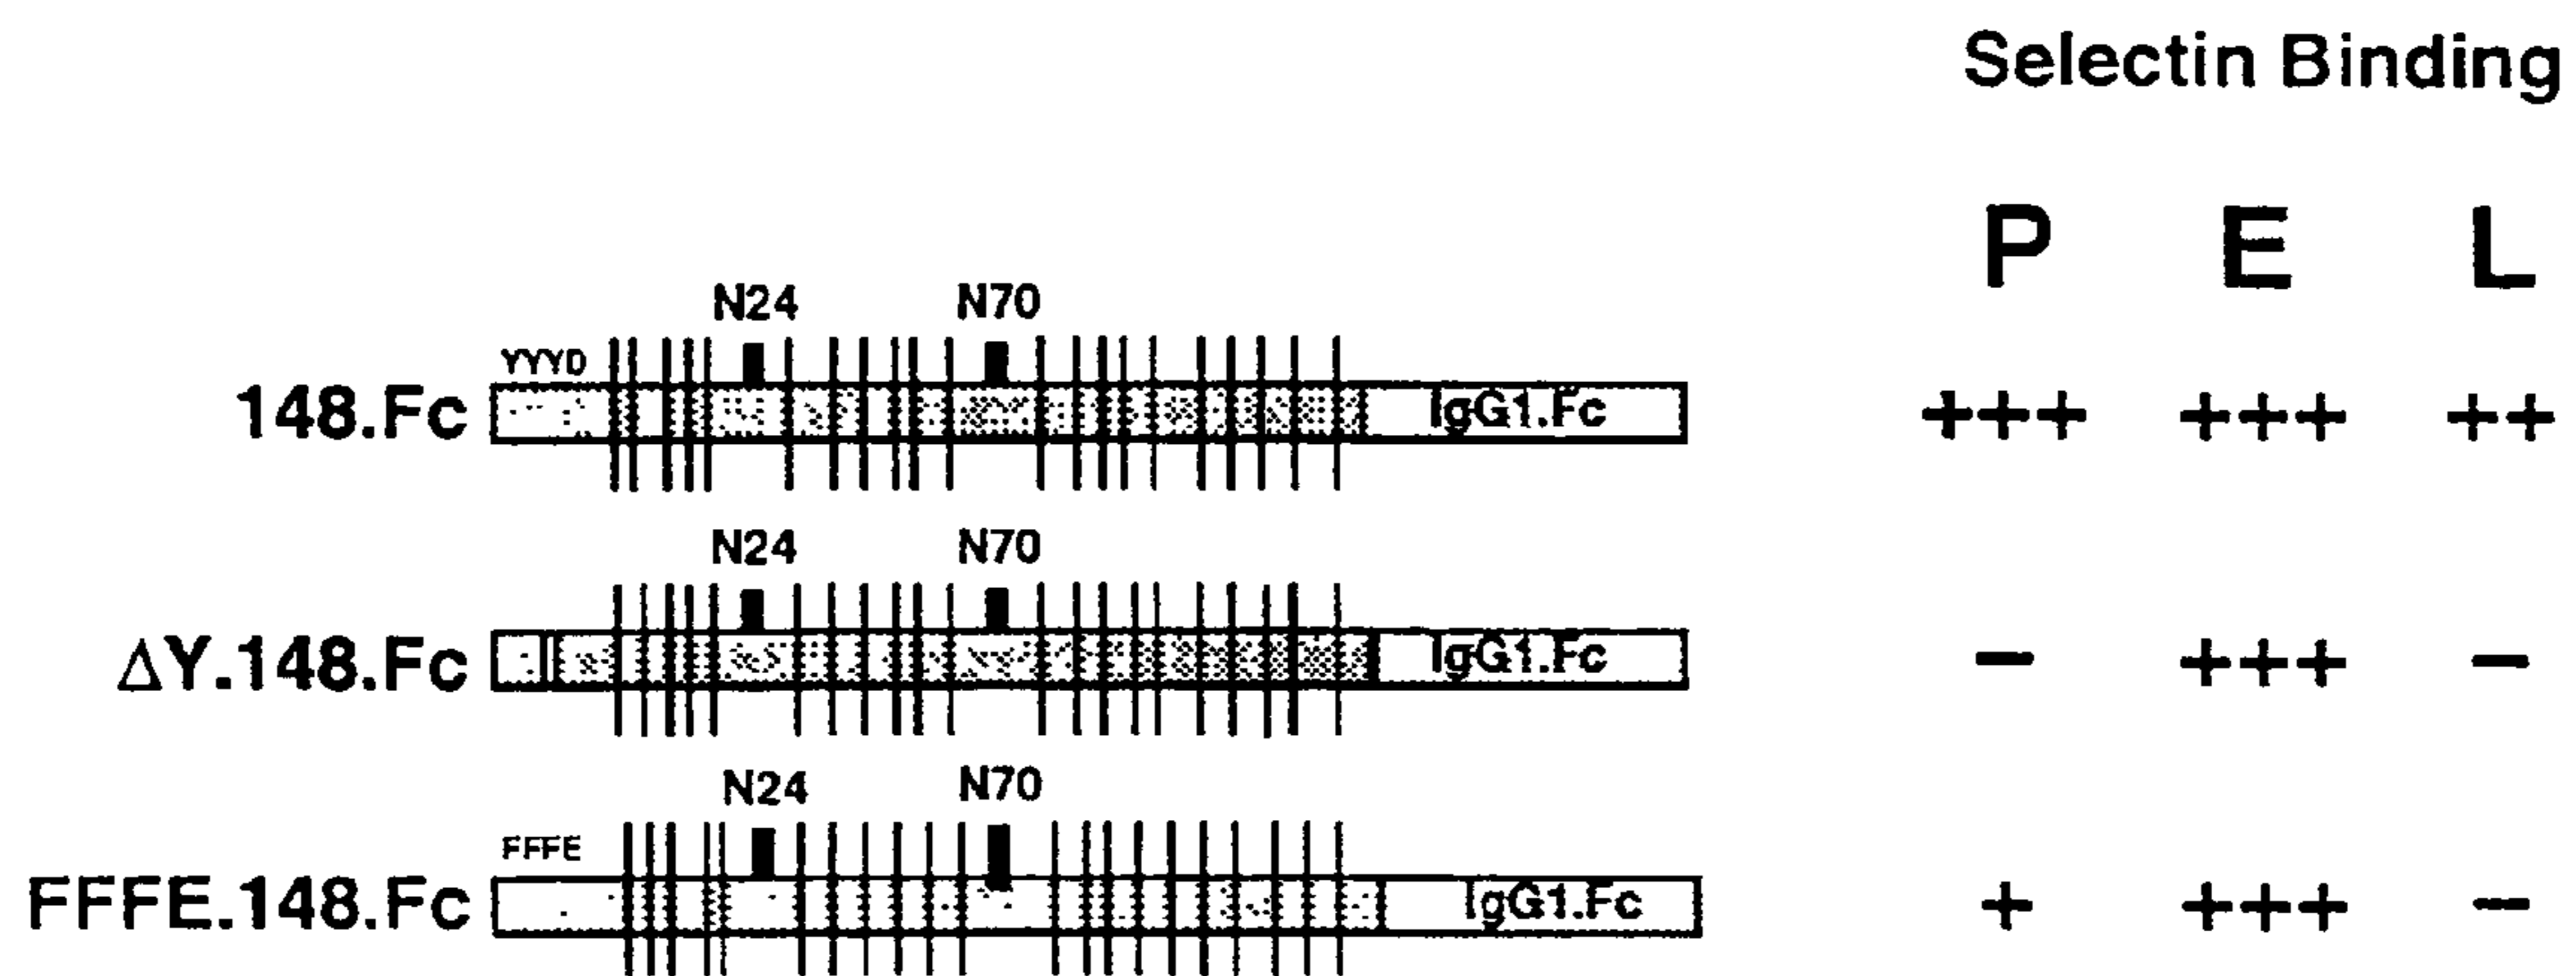 Selectin Binding
P E L
N24 N70
YYYD
148.Fc IgG1.Fc +++ +++ ++
N24 N70
ΔY.148.Fc IgG1.Fc − +++ −
N24 N70
FFFE
FFFE.148.Fc IgG1.Fc + +++ −